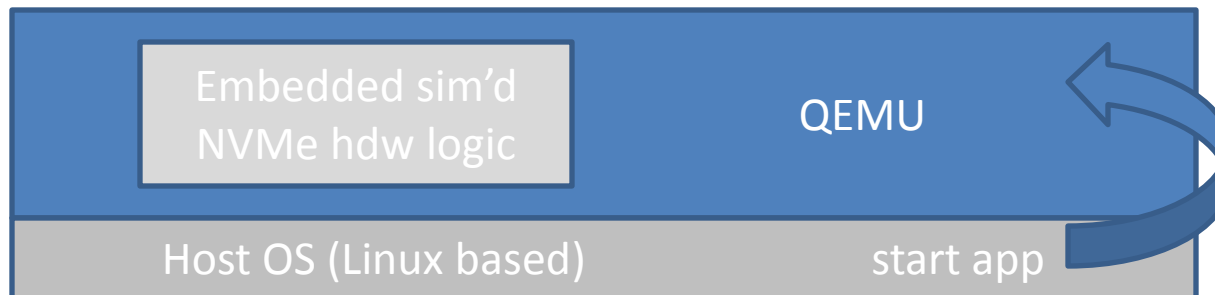 Embedded sim’d
NVMe hdw logic
QEMU
Host OS (Linux based)
start app